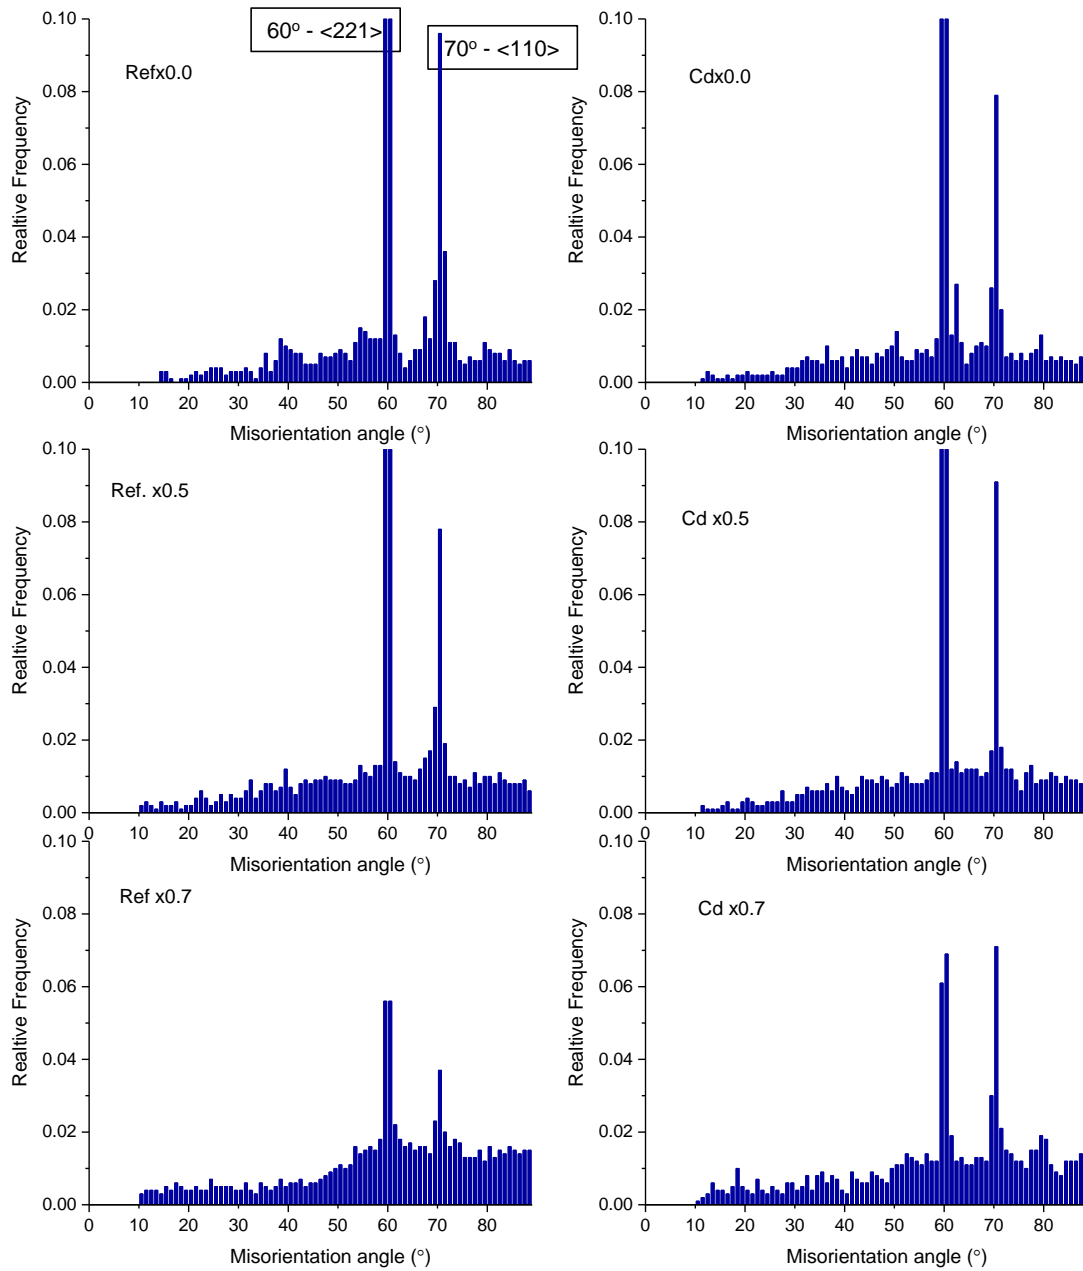 60° - <221>
70° - <110>
Refx0.0
Realtive Frequency
0.10
0.08
0.06
0.04
0.02
0.00
0 10 20 30 40 50 60 70 80
Misorientation angle (°)
Cdx0.0
Realtive Frequency
0.10
0.08
0.06
0.04
0.02
0.00
0 10 20 30 40 50 60 70 80
Misorientation angle (°)
Ref. x0.5
Realtive Frequency
0.10
0.08
0.06
0.04
0.02
0.00
0 10 20 30 40 50 60 70 80
Misorientation angle (°)
Cd x0.5
Realtive Frequency
0.10
0.08
0.06
0.04
0.02
0.00
0 10 20 30 40 50 60 70 80
Misorientation angle (°)
Ref x0.7
Realtive Frequency
0.10
0.08
0.06
0.04
0.02
0.00
0 10 20 30 40 50 60 70 80
Misorientation angle (°)
Cd x0.7
Realtive Frequency
0.10
0.08
0.06
0.04
0.02
0.00
0 10 20 30 40 50 60 70 80
Misorientation angle (°)